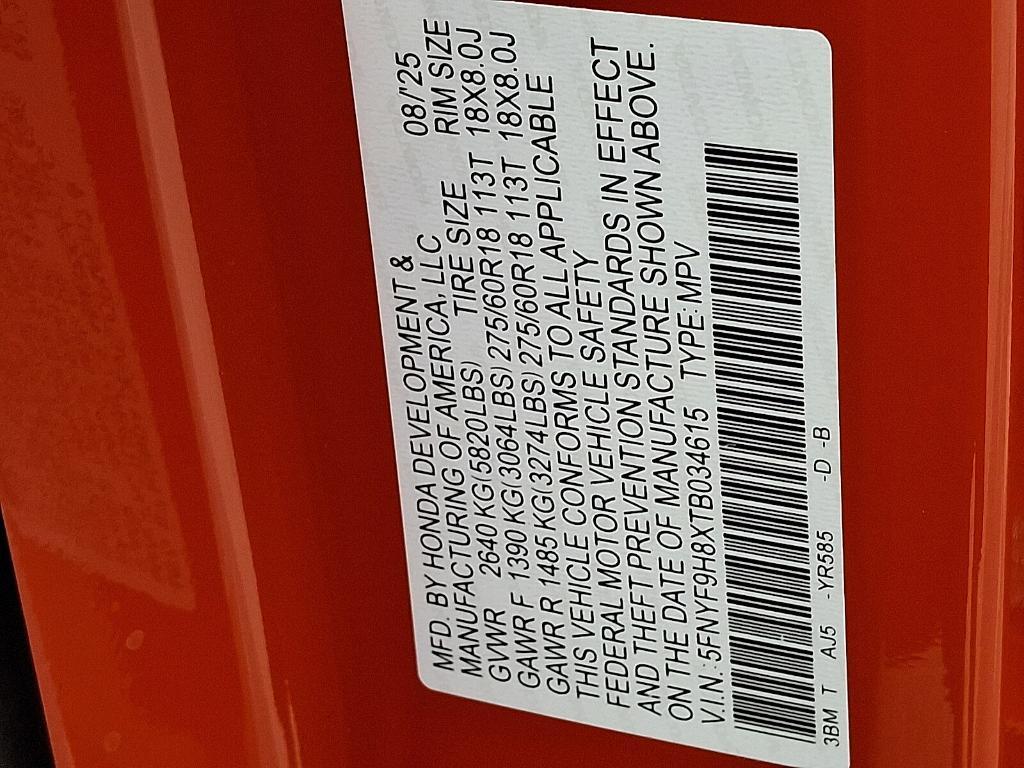 MFD. BY HONDA DEVELOPMENT & 08/'25
MANUFACTURING OF AMERICA, LLC RIM SIZE
GVWR 2640 KG(5820LBS) TIRE SIZE 18X8.0J
GAWR F 1390 KG(3064LBS) 275/60R18 113T 18X8.0J
GAWR R 1485 KG(3274LBS) 275/60R18 113T
THIS VEHICLE CONFORMS TO ALL APPLICABLE
FEDERAL MOTOR VEHICLE SAFETY
AND THEFT PREVENTION STANDARDS IN EFFECT
ON THE DATE OF MANUFACTURE SHOWN ABOVE.
V.I.N.: 5FNYF9H8XTB034615 TYPE:MPV
3BM T AJ5 -YR585 -D -B